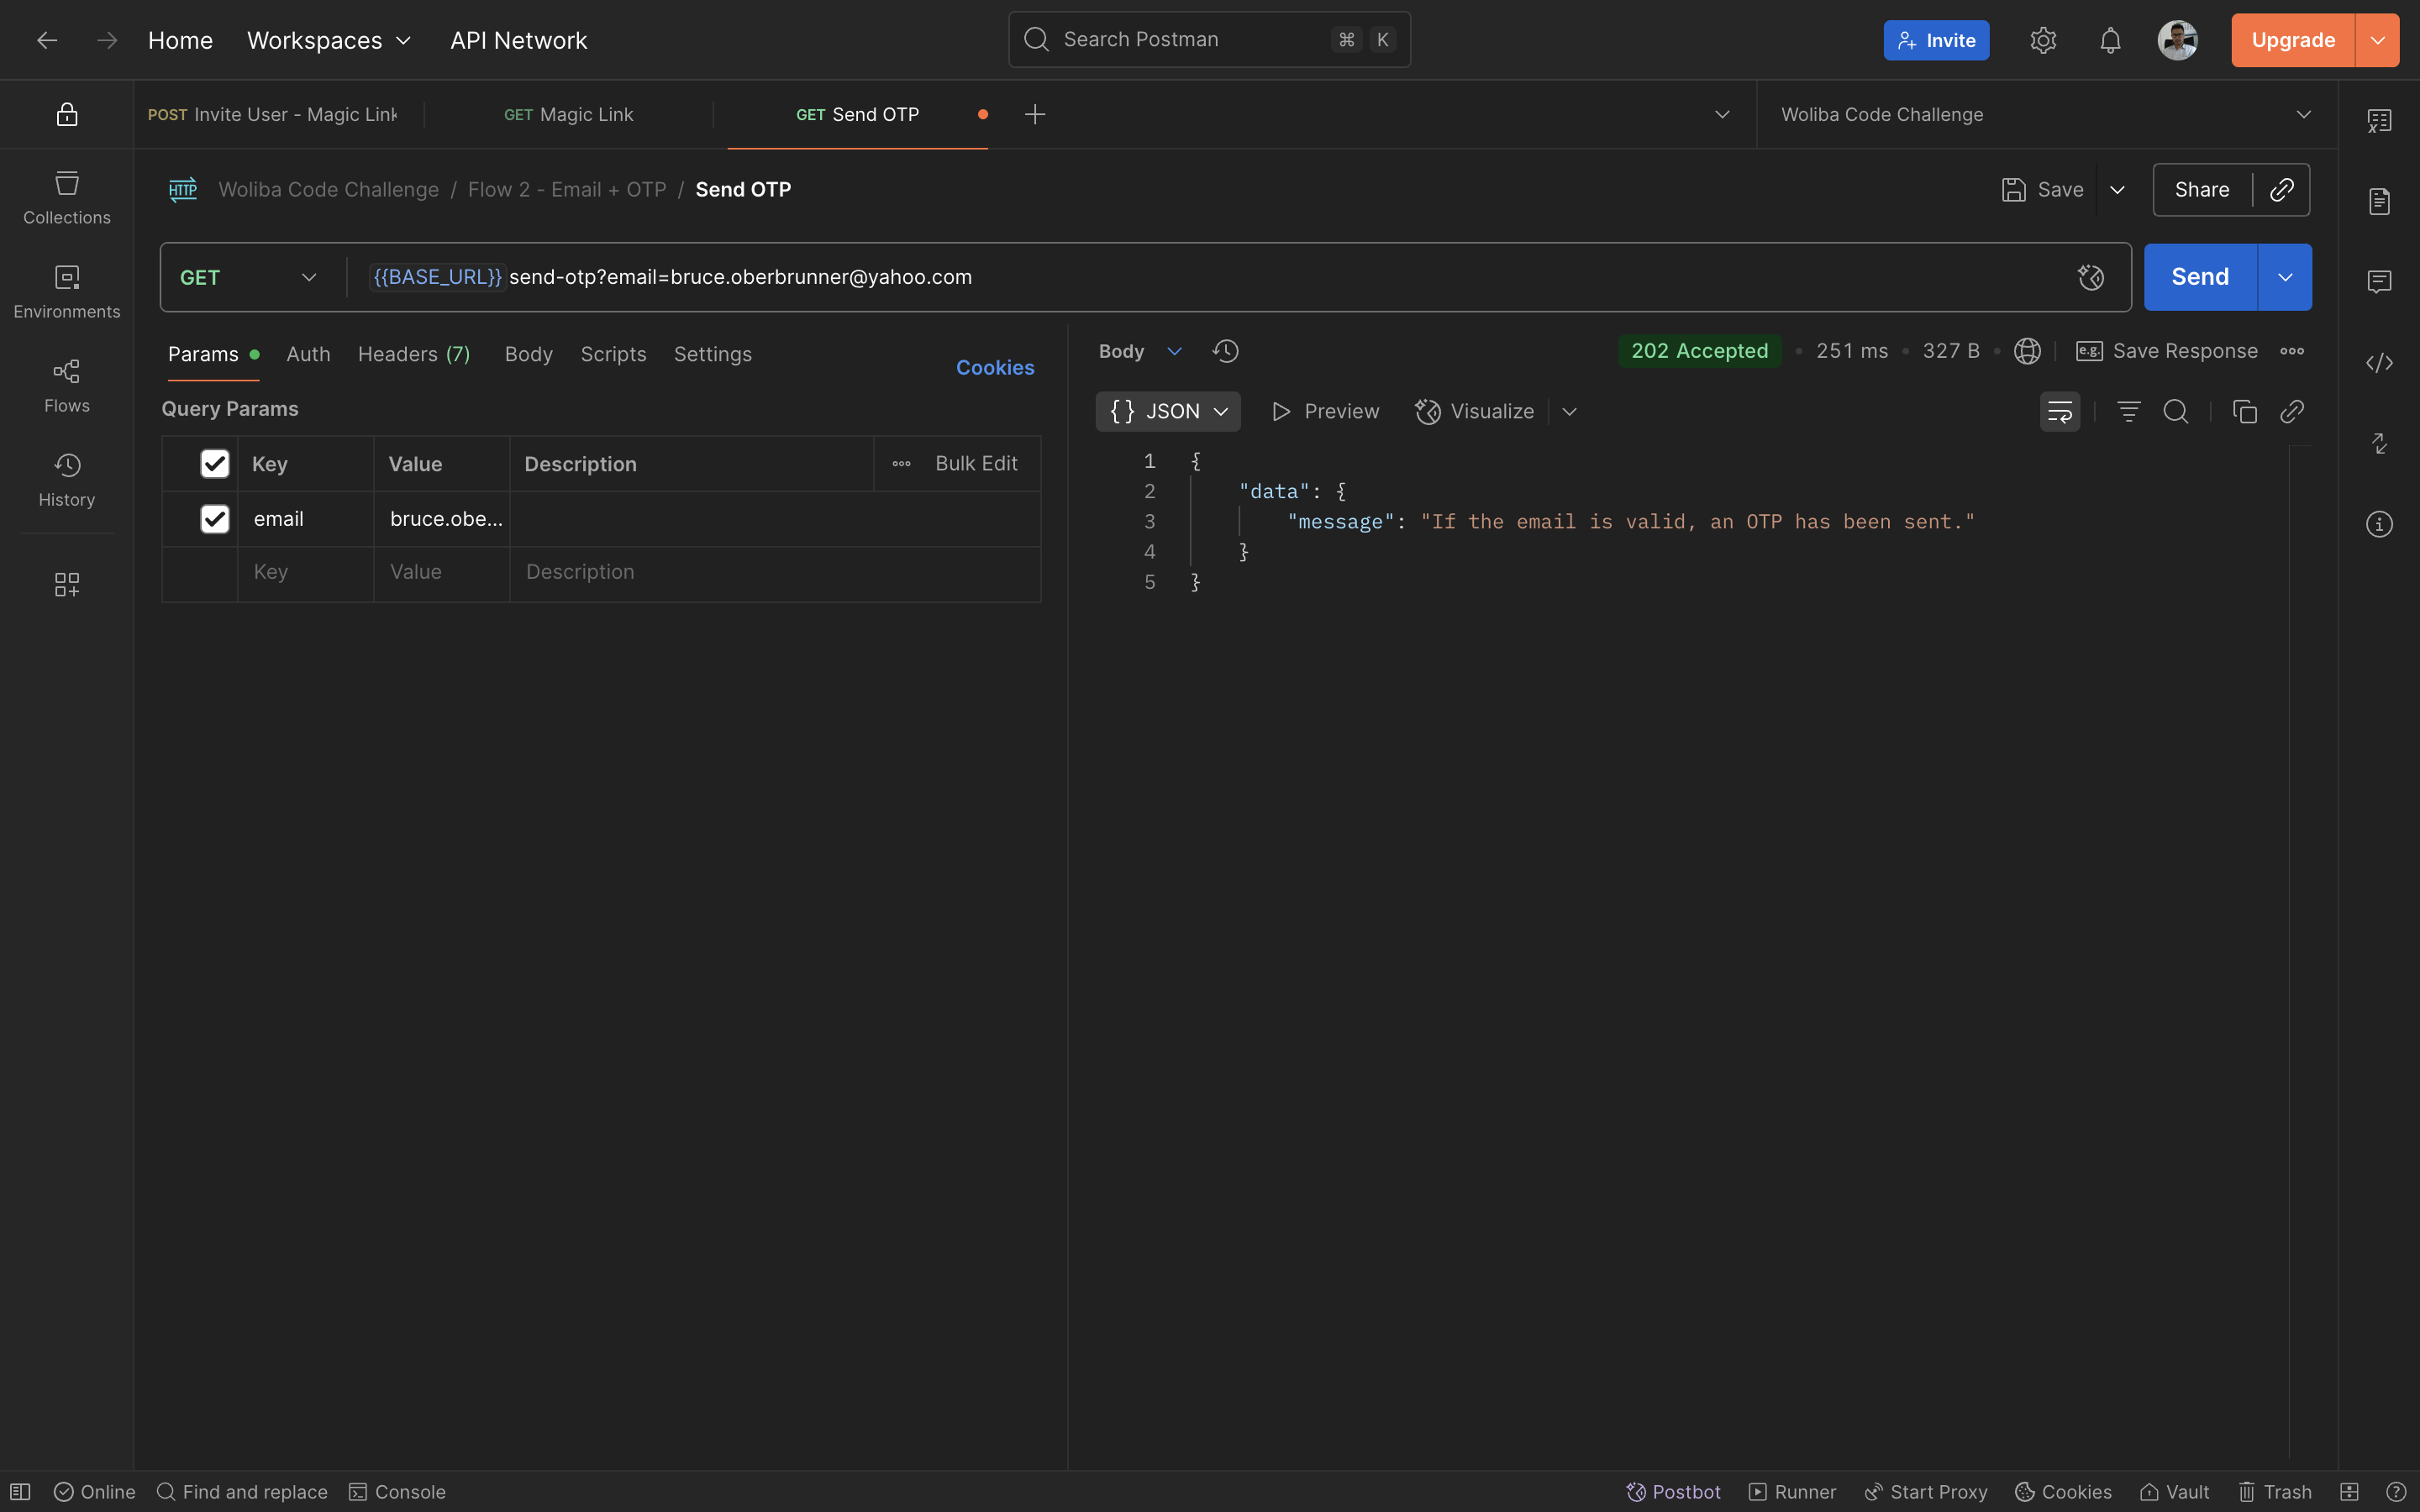 Home Workspaces API Network Search Postman ⌘ K Invite Upgrade
POST Invite User - Magic Link GET Magic Link GET Send OTP Woliba Code Challenge
HTTP Woliba Code Challenge / Flow 2 - Email + OTP / Send OTP Save Share
Collections
GET {{BASE_URL}} send-otp?email=bruce.oberbrunner@yahoo.com Send
Environments
Params Auth Headers (7) Body Scripts Settings Cookies
Body 202 Accepted • 251 ms • 327 B • e.g. Save Response
Flows
Query Params
{ } JSON Preview Visualize
Key Value Description Bulk Edit
History
email bruce.obe...
Key Value Description
1 {
2 "data": {
3 "message": "If the email is valid, an OTP has been sent."
4 }
5 }
Online Find and replace Console Postbot Runner Start Proxy Cookies Vault Trash